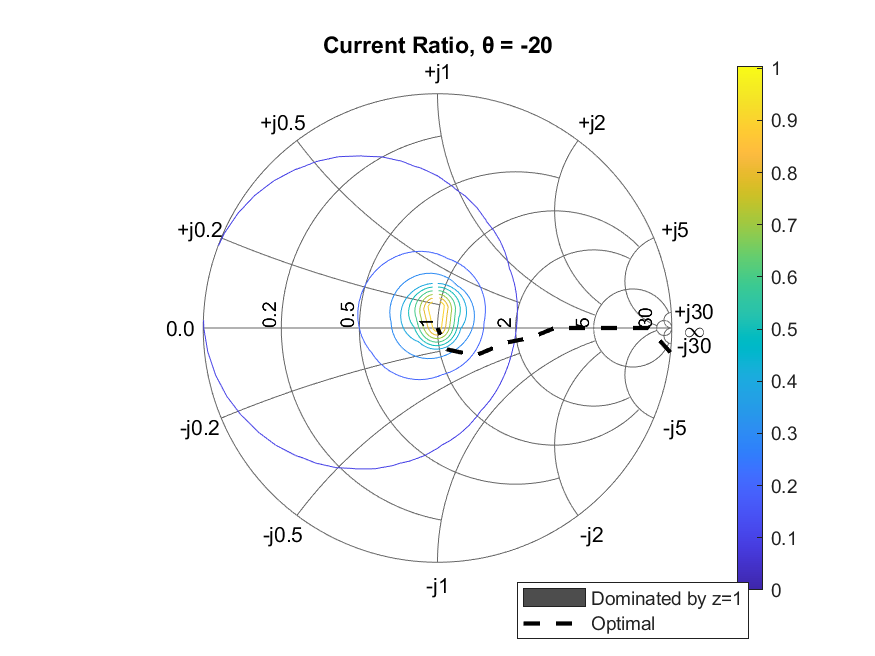 Current Ratio, θ = -20
+j1
+j0.5
+j2
+j0.2
+j5
0.0
0.2
0.5
1
2
5
30
+j30
∞
-j30
-j0.2
-j5
-j0.5
-j2
-j1
1
0.9
0.8
0.7
0.6
0.5
0.4
0.3
0.2
0.1
0
Dominated by z=1
Optimal